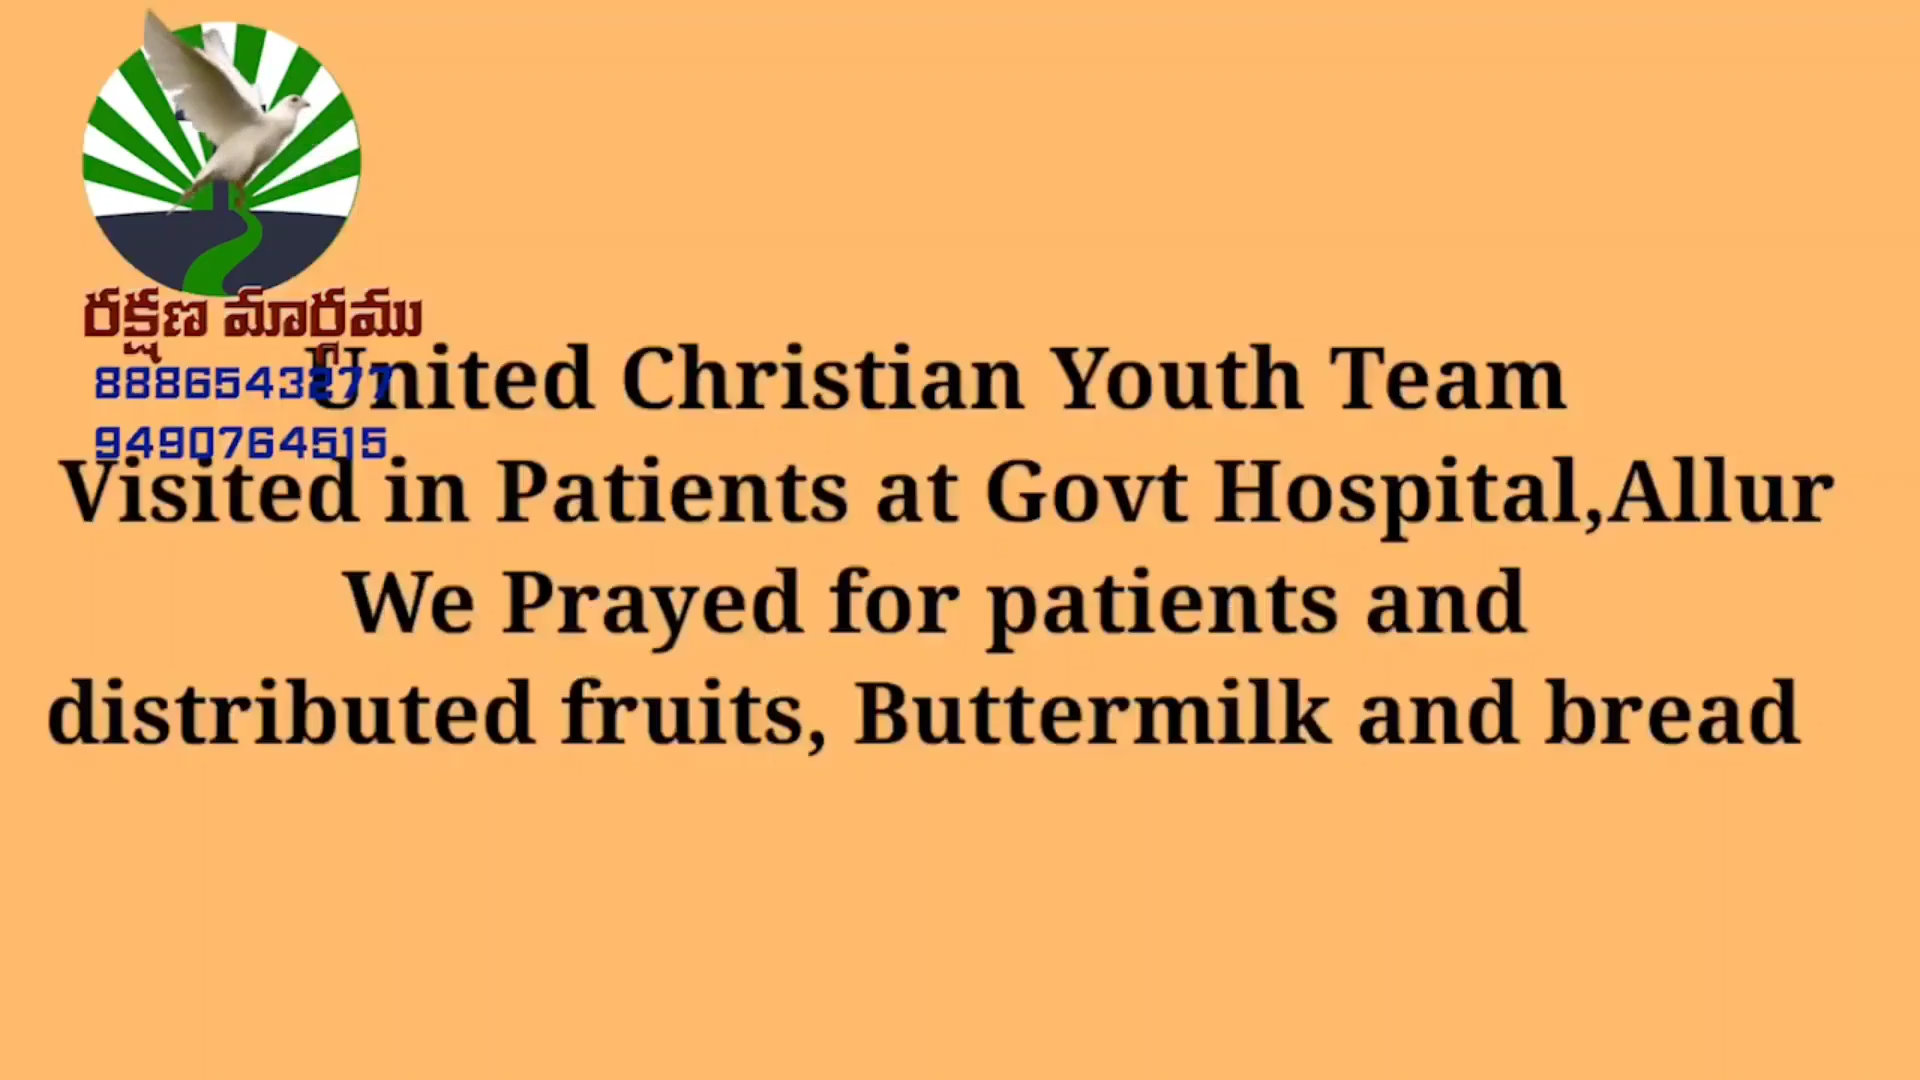 రక్షణ మార్గము
8886543277
9490764515
United Christian Youth Team
Visited in Patients at Govt Hospital,Allur
We Prayed for patients and
distributed fruits, Buttermilk and bread